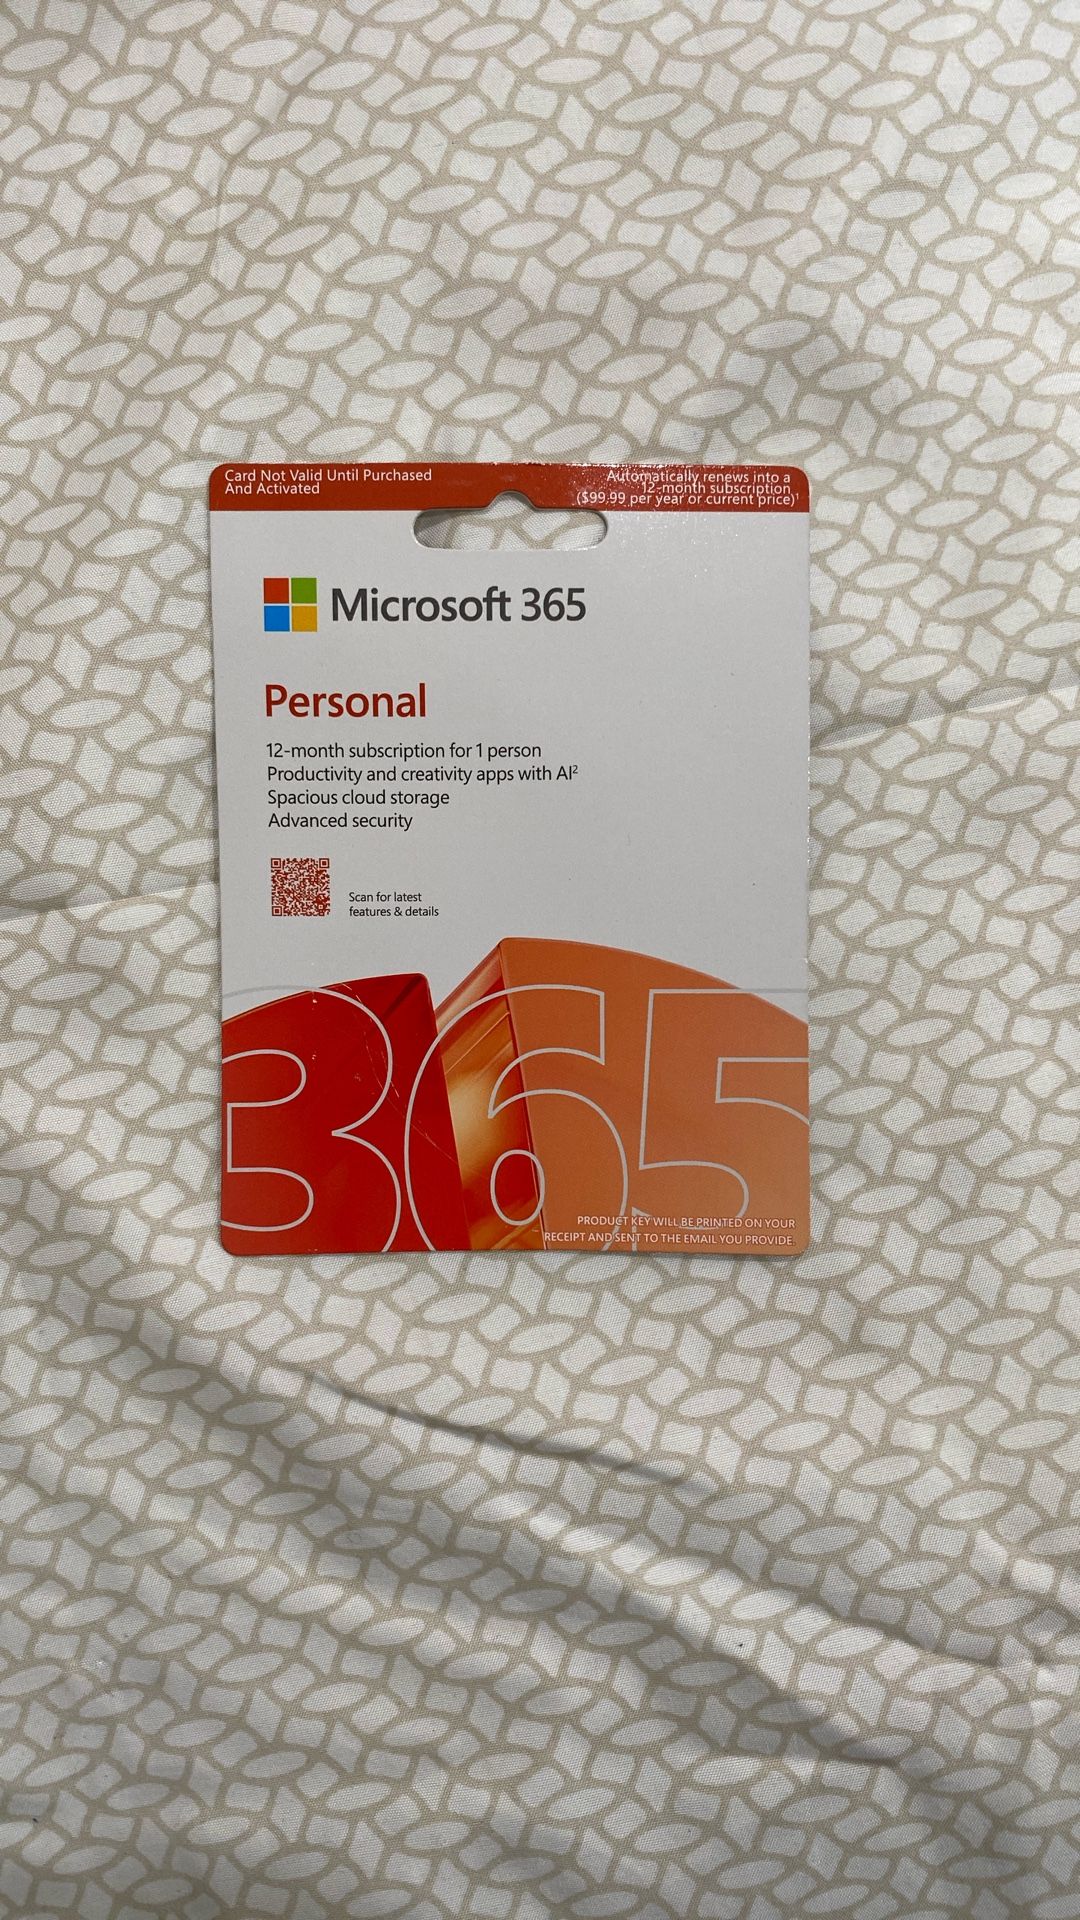 Card Not Valid Until Purchased
And Activated
Automatically renews into a
12-month subscription
($99.99 per year or current price)¹
Microsoft 365
Personal
12-month subscription for 1 person
Productivity and creativity apps with AI²
Spacious cloud storage
Advanced security
Scan for latest
features & details
365
PRODUCT KEY WILL BE PRINTED ON YOUR
RECEIPT AND SENT TO THE EMAIL YOU PROVIDE.